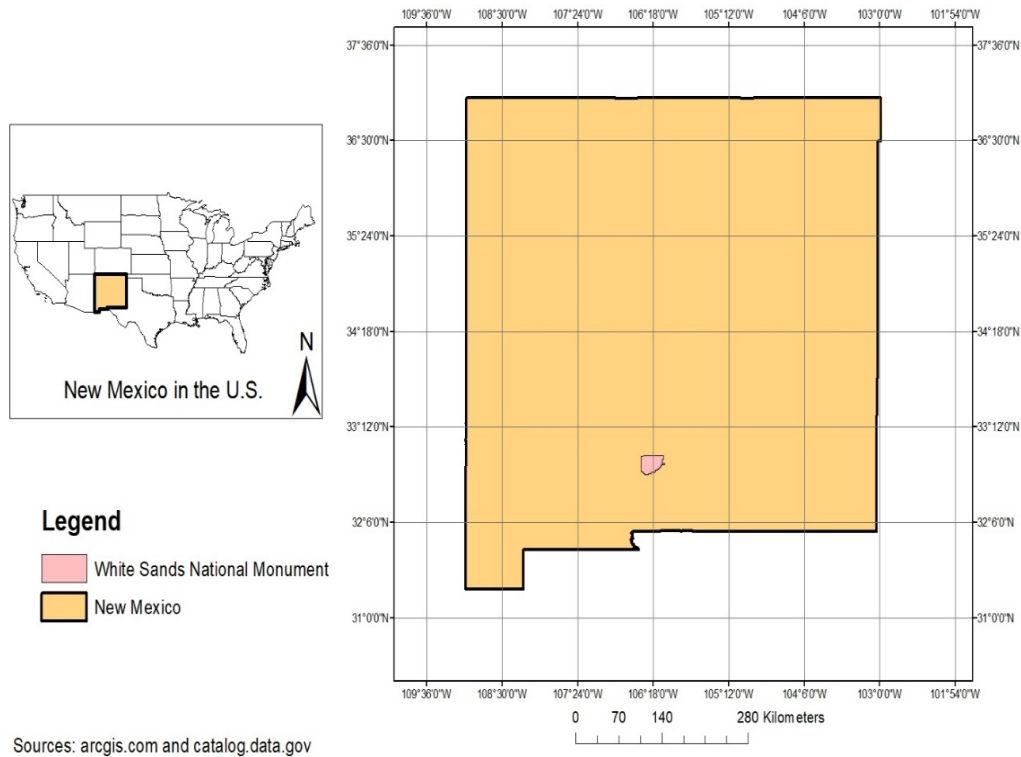 109°36'0"W 108°30'0"W 107°24'0"W 106°18'0"W 105°12'0"W 104°6'0"W 103°0'0"W 101°54'0"W
37°36'0"N 37°36'0"N
36°30'0"N 36°30'0"N
35°24'0"N 35°24'0"N
34°18'0"N 34°18'0"N
33°12'0"N 33°12'0"N
32°6'0"N 32°6'0"N
31°0'0"N 31°0'0"N
109°36'0"W 108°30'0"W 107°24'0"W 106°18'0"W 105°12'0"W 104°6'0"W 103°0'0"W 101°54'0"W
N
New Mexico in the U.S.
Legend
White Sands National Monument
New Mexico
0 70 140 280 Kilometers
Sources: arcgis.com and catalog.data.gov